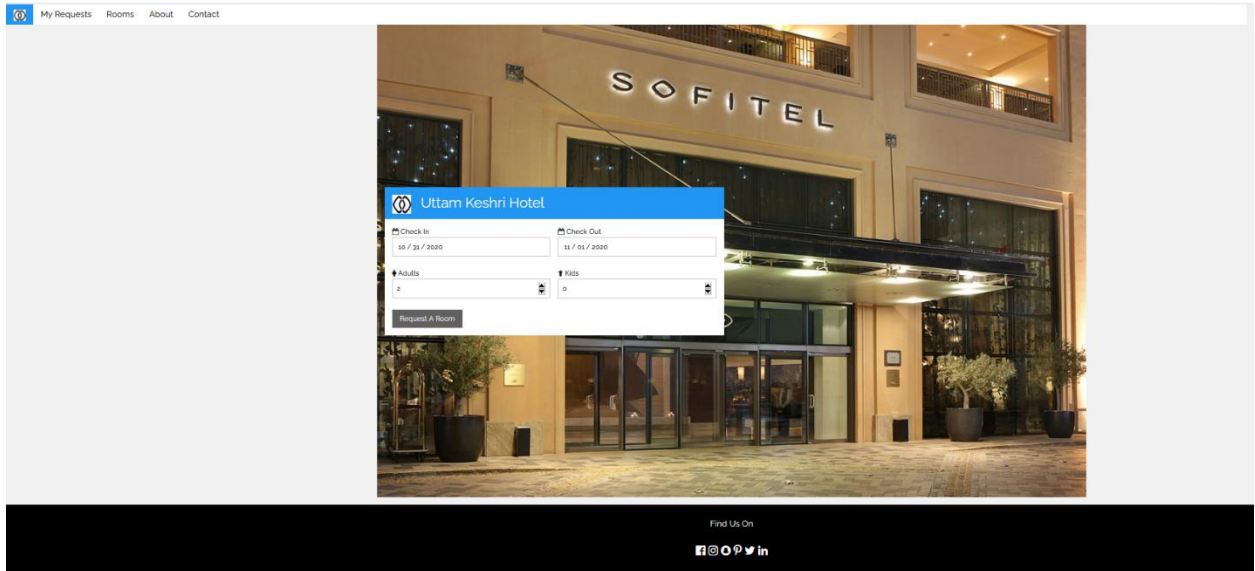 My Requests Rooms About Contact
SOFITEL
Uttam Keshri Hotel
Check In Check Out
10 / 31 / 2020 11 / 01 / 2020
Adults Kids
2 0
Request A Room
Find Us On